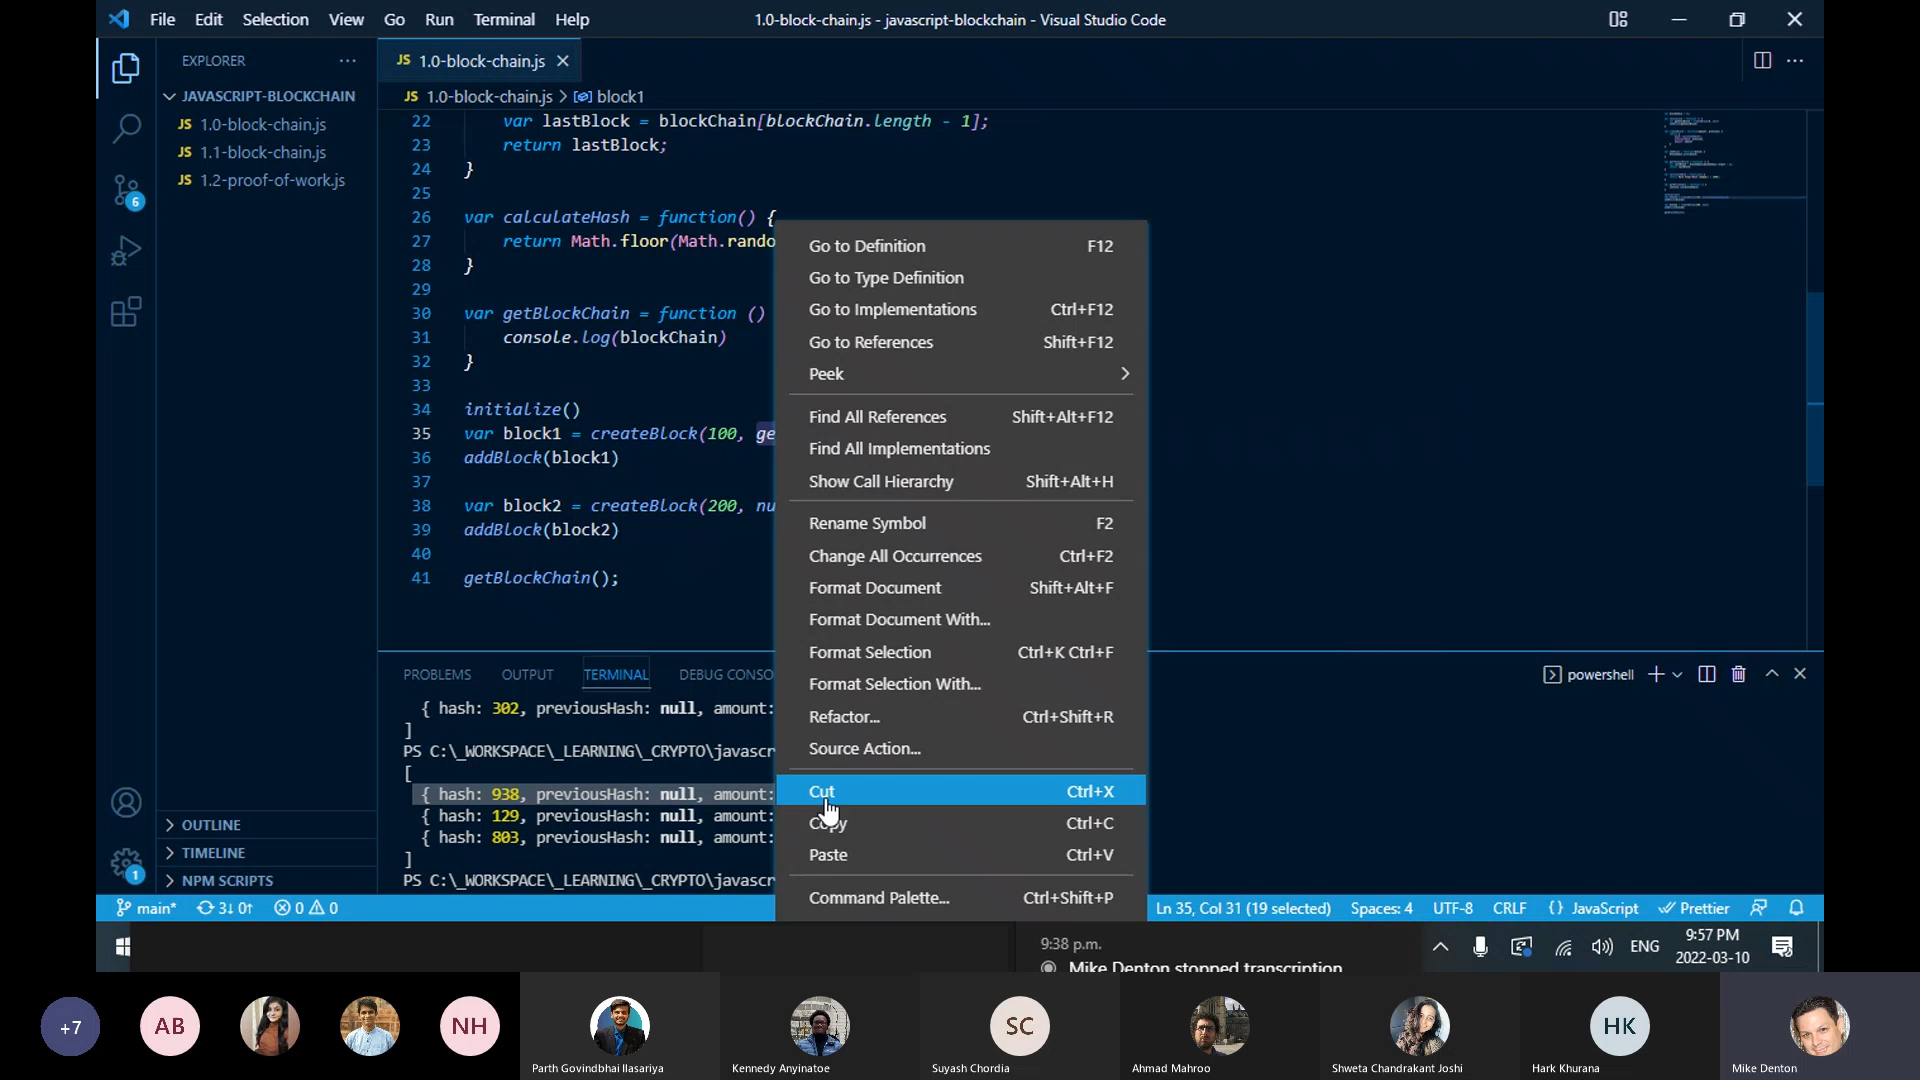 File Edit Selection View Go Run Terminal Help
1.0-block-chain.js - javascript-blockchain - Visual Studio Code
EXPLORER
JAVASCRIPT-BLOCKCHAIN
JS 1.0-block-chain.js
JS 1.1-block-chain.js
JS 1.2-proof-of-work.js
6
1
OUTLINE
TIMELINE
NPM SCRIPTS
JS 1.0-block-chain.js
JS 1.0-block-chain.js > block1
22 var lastBlock = blockChain[blockChain.length - 1];
23 return lastBlock;
24 }
25
26 var calculateHash = function() {
27 return Math.floor(Math.rando
28 }
29
30 var getBlockChain = function ()
31 console.log(blockChain)
32 }
33
34 initialize()
35 var block1 = createBlock(100, ge
36 addBlock(block1)
37
38 var block2 = createBlock(200, nu
39 addBlock(block2)
40
41 getBlockChain();
Go to Definition F12
Go to Type Definition
Go to Implementations Ctrl+F12
Go to References Shift+F12
Peek
Find All References Shift+Alt+F12
Find All Implementations
Show Call Hierarchy Shift+Alt+H
Rename Symbol F2
Change All Occurrences Ctrl+F2
Format Document Shift+Alt+F
Format Document With...
Format Selection Ctrl+K Ctrl+F
Format Selection With...
Refactor... Ctrl+Shift+R
Source Action...
Cut Ctrl+X
Copy Ctrl+C
Paste Ctrl+V
Command Palette... Ctrl+Shift+P
PROBLEMS OUTPUT TERMINAL DEBUG CONSO
powershell
{ hash: 302, previousHash: null, amount:
]
PS C:\_WORKSPACE\_LEARNING\_CRYPTO\javascr
[
{ hash: 938, previousHash: null, amount:
{ hash: 129, previousHash: null, amount:
{ hash: 803, previousHash: null, amount:
]
PS C:\_WORKSPACE\_LEARNING\_CRYPTO\javascr
main* 3↓ 0↑ 0 0
Ln 35, Col 31 (19 selected) Spaces: 4 UTF-8 CRLF {} JavaScript Prettier
9:38 p.m.
Mike Denton stopped transcription
ENG
9:57 PM
2022-03-10
+7
AB
NH
SC
HK
Parth Govindbhai Ilasariya
Kennedy Anyinatoe
Suyash Chordia
Ahmad Mahroo
Shweta Chandrakant Joshi
Hark Khurana
Mike Denton